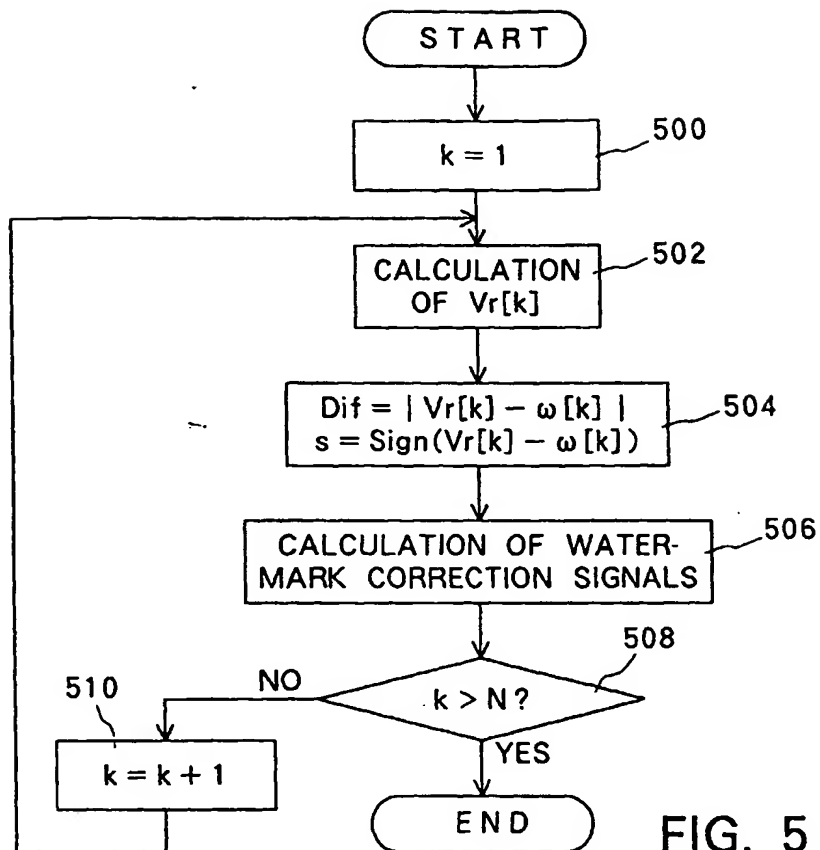 START
500
k = 1
502
CALCULATION
OF Vr[k]
504
Dif = | Vr[k] − ω[k] |
s = Sign(Vr[k] − ω[k])
506
CALCULATION OF WATER-
MARK CORRECTION SIGNALS
508
k > N?
NO
YES
510
k = k + 1
END
FIG. 5